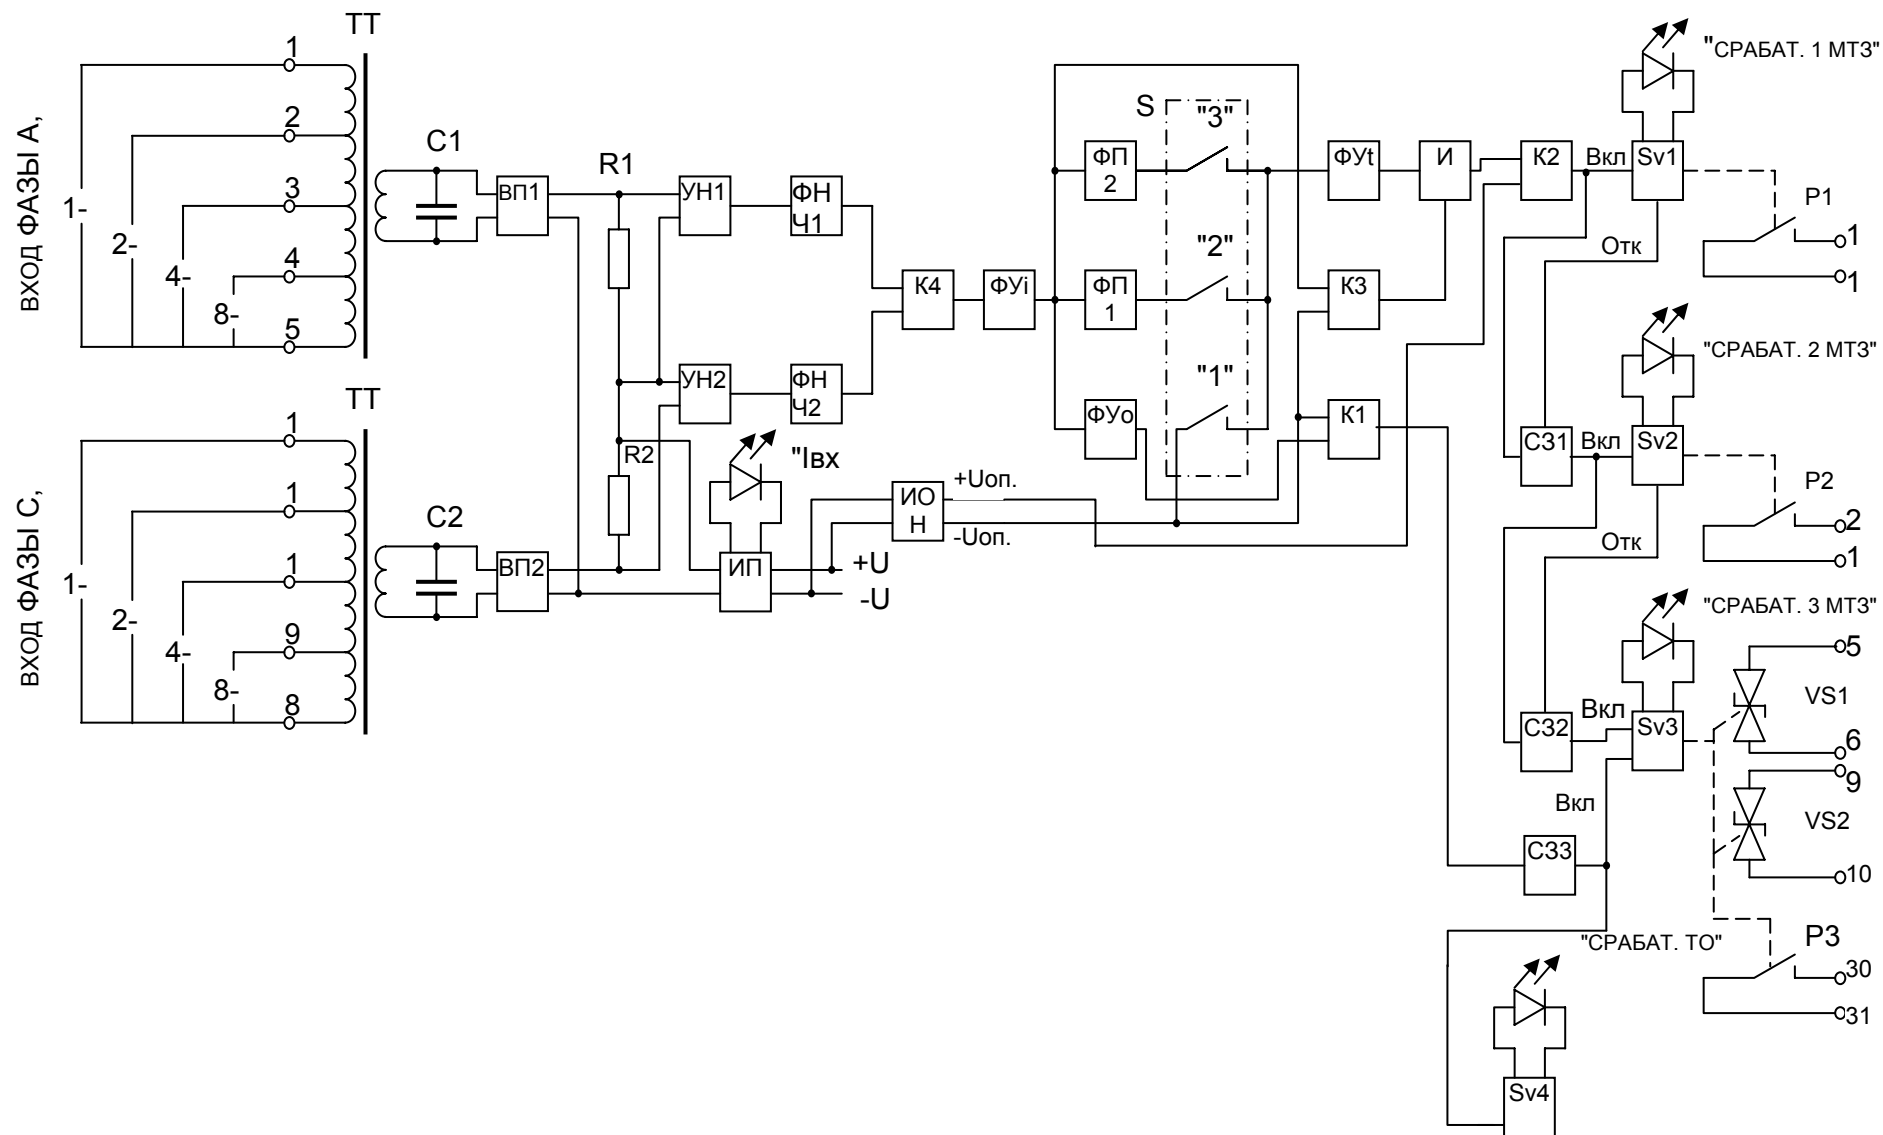 ТТ
1
2
3
4
5
1-
2-
4-
8-
ВХОД ФАЗЫ А,
C1
ВП1
R1
УН1
ФН
Ч1
ТТ
1
1
1
9
8
1-
2-
4-
8-
ВХОД ФАЗЫ С,
C2
ВП2
R2
УН2
ФН
Ч2
"Iвх
ИП
+U
-U
К4
ФУi
ИО
Н
+Uоп.
-Uоп.
S
"3"
"2"
"1"
ФП
2
ФП
1
ФУо
ФУt
И
К2
К3
К1
Вкл
Sv1
"СРАБАТ. 1 МТЗ"
Отк
Р1
1
1
СЗ1
Вкл
Sv2
"СРАБАТ. 2 МТЗ"
Отк
Р2
2
1
СЗ2
Вкл
Sv3
"СРАБАТ. 3 МТЗ"
Вкл
5
VS1
6
9
VS2
10
СЗ3
"СРАБАТ. ТО"
Р3
30
31
Sv4